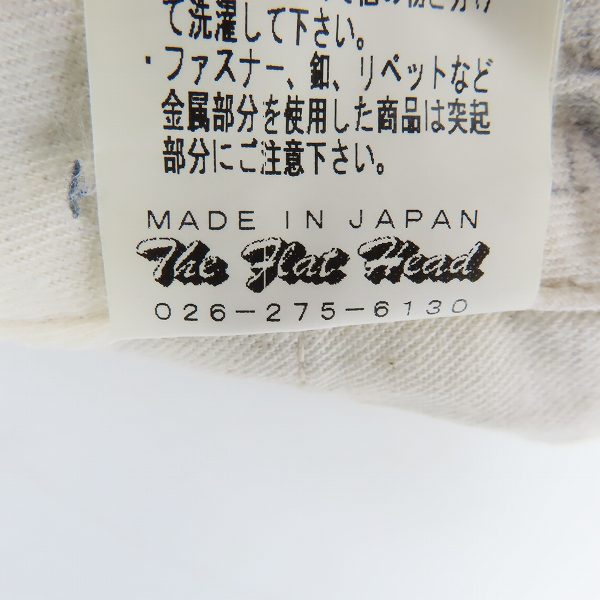 て洗濯して下さい。
・ファスナー、釦、リベットなど
金属部分を使用した商品は突起
部分にご注意下さい。
MADE IN JAPAN
The Flat Head
026-275-6130